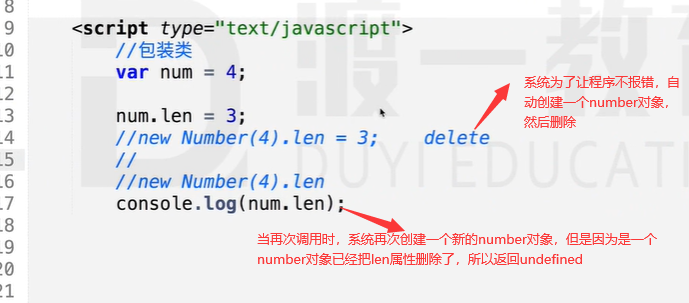 8
9 <script type="text/javascript">
10 //包装类
11 var num = 4;
12
13 num.len = 3;
14 //new Number(4).len = 3; delete
15 //
16 //new Number(4).len
17 console.log(num.len);
18
19
20
21
系统为了让程序不报错，自
动创建一个number对象，
然后删除
当再次调用时，系统再次创建一个新的number对象，但是因为是一个
number对象已经把len属性删除了，所以返回undefined
渡一教育
DUYI EDUCATE